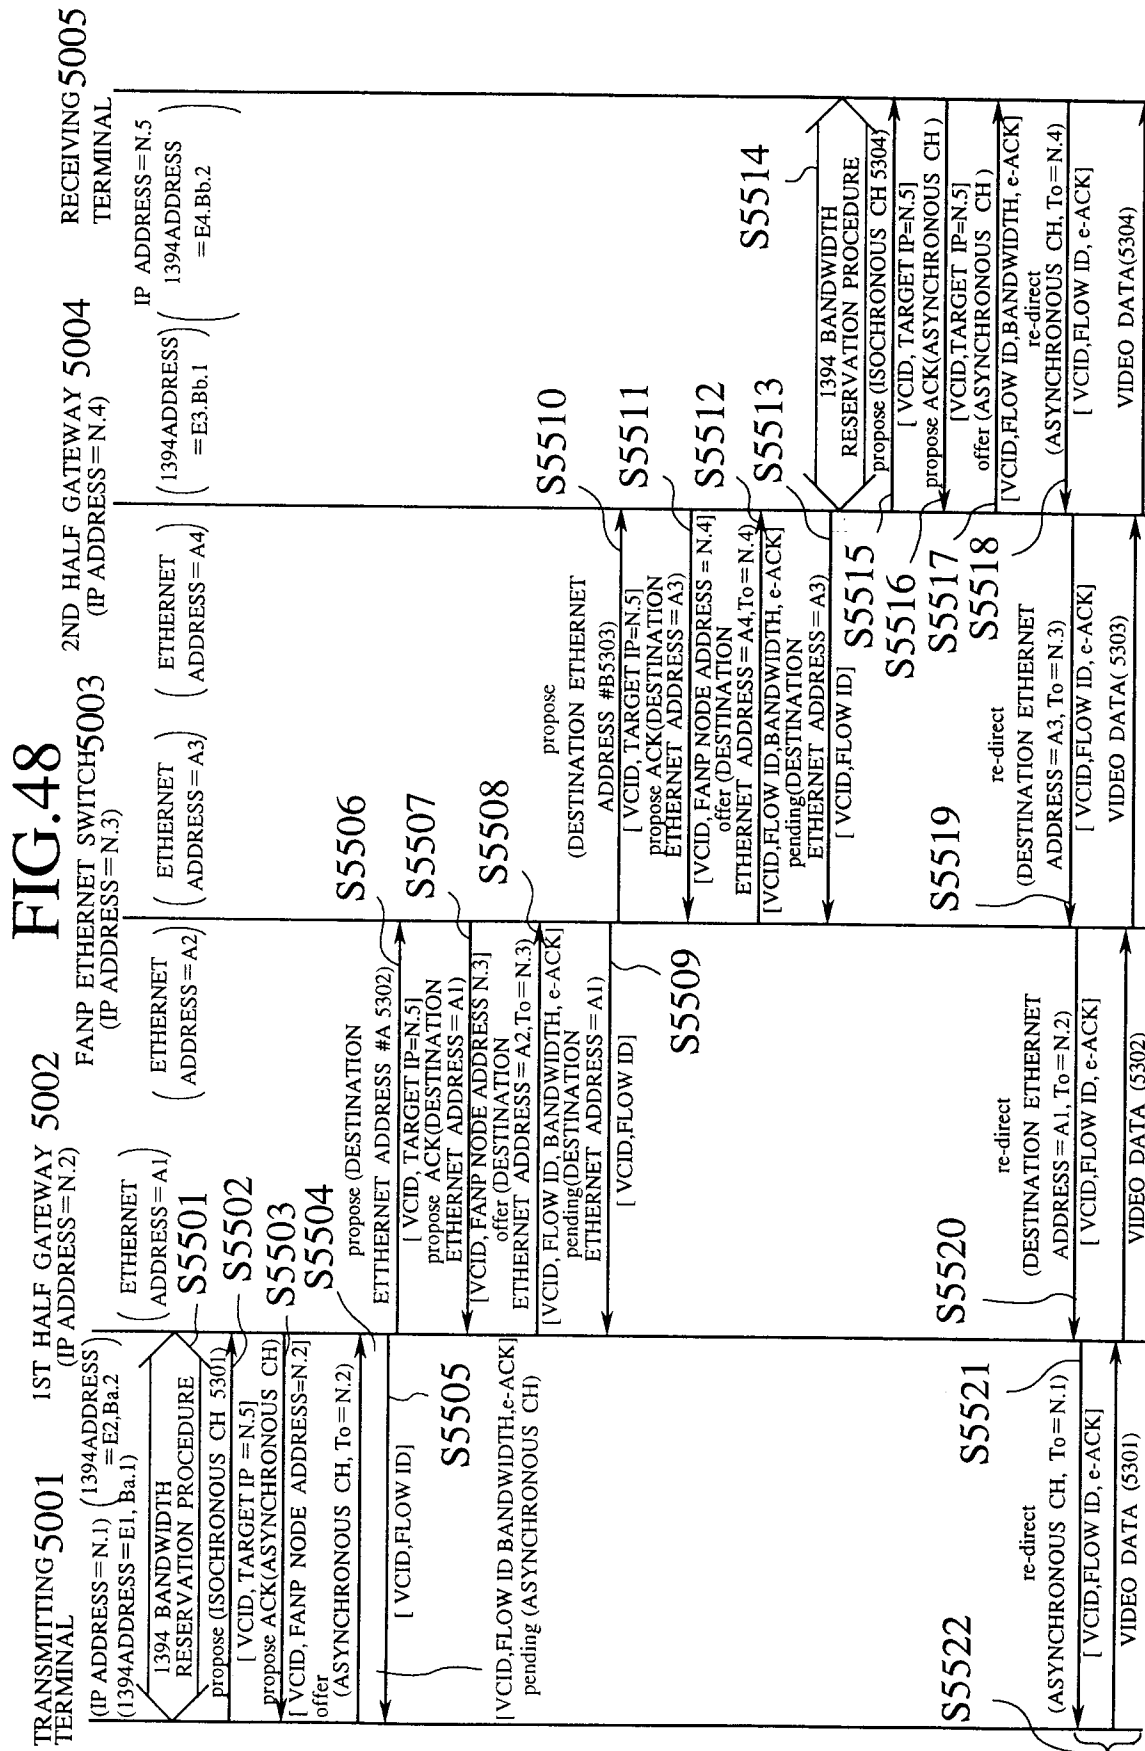 FIG.48
TRANSMITTING 5001
TERMINAL
(IP ADDRESS=N.1)
(1394ADDRESS=E1, Ba.1)
1ST HALF GATEWAY 5002
(IP ADDRESS=N.2)
(1394ADDRESS
=E2,Ba.2)
(ETHERNET
ADDRESS=A1)
FANP ETHERNET SWITCH 5003
(IP ADDRESS=N.3)
(ETHERNET
ADDRESS=A2)
(ETHERNET
ADDRESS=A3)
2ND HALF GATEWAY 5004
(IP ADDRESS=N.4)
(ETHERNET
ADDRESS=A4)
(1394ADDRESS
=E3.Bb.1)
RECEIVING 5005
TERMINAL
IP ADDRESS=N.5
(1394ADDRESS
=E4.Bb.2)
1394 BANDWIDTH
RESERVATION PROCEDURE
S5501
propose (ISOCHRONOUS CH 5301)
[ VCID, TARGET IP =N.5]
S5502
propose ACK(ASYNCHRONOUS CH)
[ VCID, FANP NODE ADDRESS=N.2]
S5503
offer
(ASYNCHRONOUS CH, To=N.2)
S5504
[ VCID,FLOW ID]
S5505
[VCID,FLOW ID BANDWIDTH,e-ACK]
pending (ASYNCHRONOUS CH)
propose (DESTINATION
ETTHERNET ADDRESS #A 5302)
[ VCID, TARGET IP=N.5]
S5506
propose ACK(DESTINATION
ETHERNET ADDRESS=A1)
[VCID, FANP NODE ADDRESS N.3]
S5507
offer (DESTINATION
ETHERNET ADDRESS=A2,To=N.3)
[VCID, FLOW ID, BANDWIDTH, e-ACK]
S5508
pending(DESTINATION
ETHERNET ADDRESS=A1)
[ VCID,FLOW ID]
S5509
propose
(DESTINATION ETHERNET
ADDRESS #B5303)
[ VCID, TARGET IP=N.5]
S5510
propose ACK(DESTINATION
ETHERNET ADDRESS=A3)
[VCID, FANP NODE ADDRESS =N.4]
S5511
offer (DESTINATION
ETHERNET ADDRESS=A4,To=N.4)
[VCID,FLOW ID,BANDWIDTH, e-ACK]
S5512
pending(DESTINATION
ETHERNET ADDRESS=A3)
[ VCID,FLOW ID]
S5513
1394 BANDWIDTH
RESERVATION PROCEDURE
S5514
propose (ISOCHRONOUS CH 5304)
[ VCID, TARGET IP=N.5]
S5515
propose ACK(ASYNCHRONOUS CH )
[VCID,TARGET IP=N.5]
S5516
offer (ASYNCHRONOUS CH )
[VCID,FLOW ID,BANDWIDTH, e-ACK]
S5517
re-direct
(ASYNCHRONOUS CH, To=N.4)
[ VCID,FLOW ID, e-ACK]
S5518
re-direct
(DESTINATION ETHERNET
ADDRESS=A3, To=N.3)
[ VCID,FLOW ID, e-ACK]
S5519
re-direct
(DESTINATION ETHERNET
ADDRESS=A1, To=N.2)
[ VCID,FLOW ID, e-ACK]
S5520
re-direct
(ASYNCHRONOUS CH, To=N.1)
[ VCID,FLOW ID, e-ACK]
S5521
S5522
VIDEO DATA (5301)
VIDEO DATA (5302)
VIDEO DATA( 5303)
VIDEO DATA(5304)